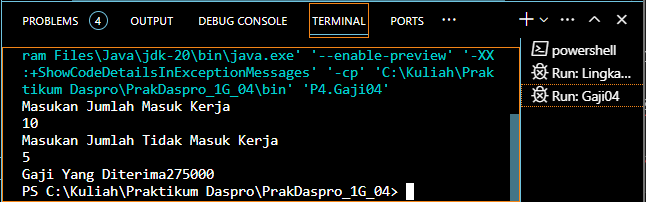 PROBLEMS 4 OUTPUT DEBUG CONSOLE TERMINAL PORTS
ram Files\Java\jdk-20\bin\java.exe' '--enable-preview' '-XX
:+ShowCodeDetailsInExceptionMessages' '-cp' 'C:\Kuliah\Prak
tikum Daspro\PrakDaspro_1G_04\bin' 'P4.Gaji04'
Masukan Jumlah Masuk Kerja
10
Masukan Jumlah Tidak Masuk Kerja
5
Gaji Yang Diterima275000
PS C:\Kuliah\Praktikum Daspro\PrakDaspro_1G_04>
powershell
Run: Lingka...
Run: Gaji04